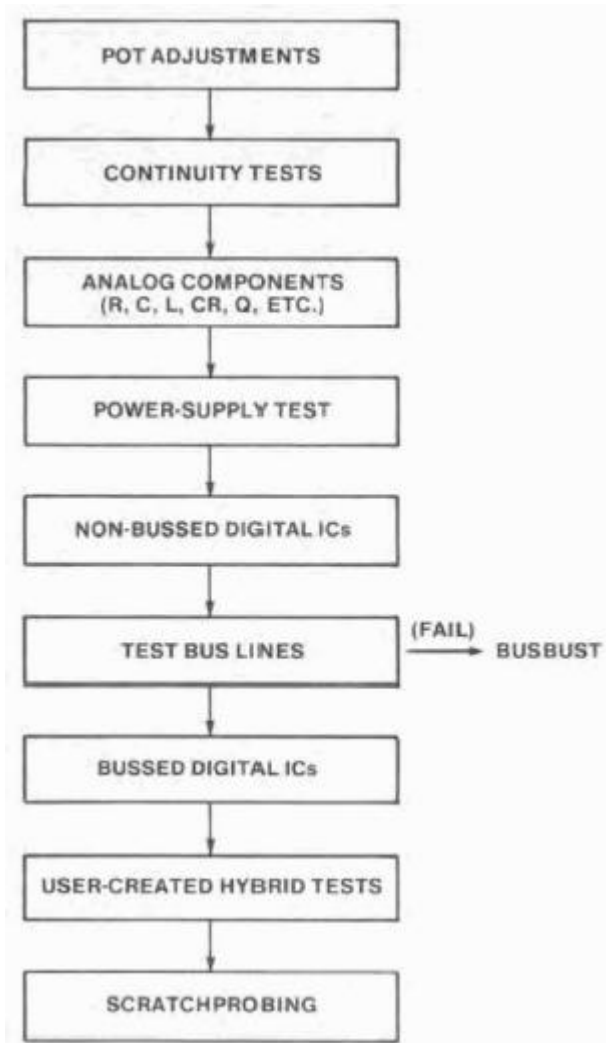 POT ADJUSTMENTS
CONTINUITY TESTS
ANALOG COMPONENTS
(R, C, L, CR, Q, ETC.)
POWER-SUPPLY TEST
NON-BUSSED DIGITAL ICs
TEST BUS LINES
(FAIL)
BUSBUST
BUSSED DIGITAL ICs
USER-CREATED HYBRID TESTS
SCRATCHPROBING